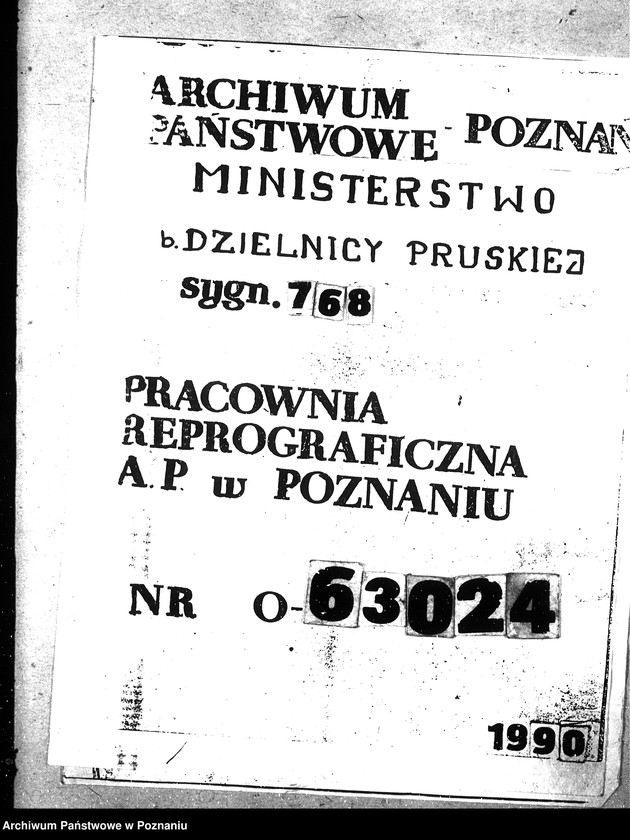 ARCHIWUM
PAŃSTWOWE - POZNAŃ
MINISTERSTWO
b. DZIELNICY PRUSKIEJ
sygn. 768
PRACOWNIA
REPROGRAFICZNA
A.P. w POZNANIU
NR O-63024
1990
Archiwum Państwowe w Poznaniu